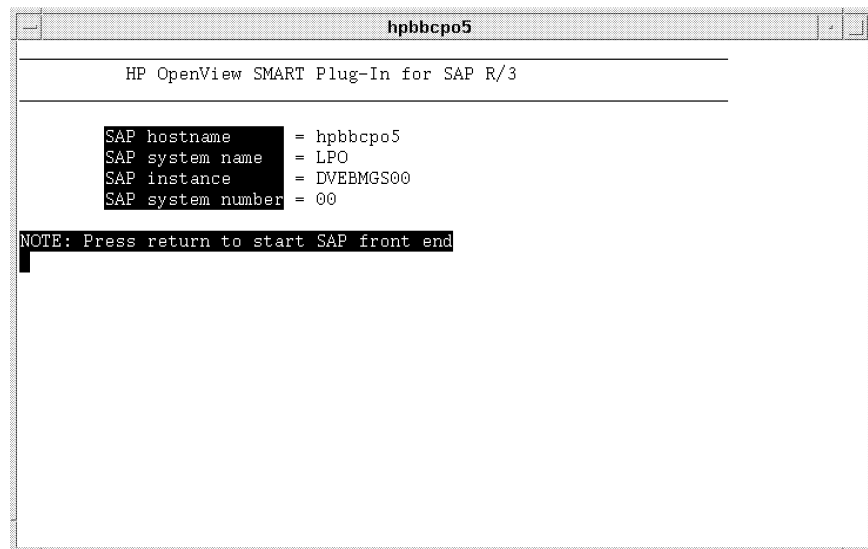 hpbbcpo5
HP OpenView SMART Plug-In for SAP R/3
SAP hostname = hpbbcpo5
SAP system name = LPO
SAP instance = DVEBMGS00
SAP system number = 00
NOTE: Press return to start SAP front end